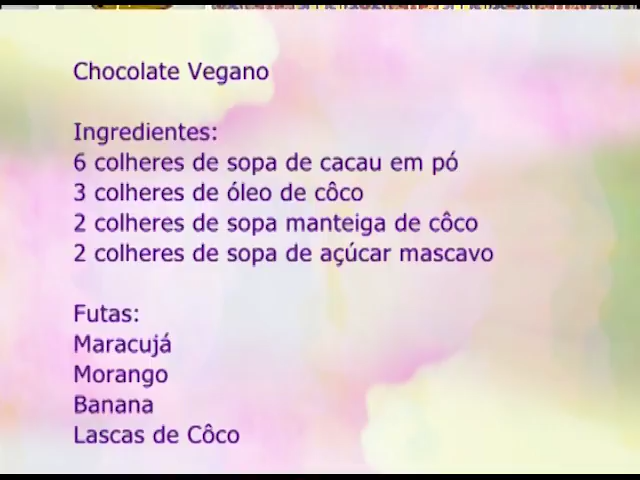 Chocolate Vegano
Ingredientes:
6 colheres de sopa de cacau em pó
3 colheres de óleo de côco
2 colheres de sopa manteiga de côco
2 colheres de sopa de açúcar mascavo
Futas:
Maracujá
Morango
Banana
Lascas de Côco